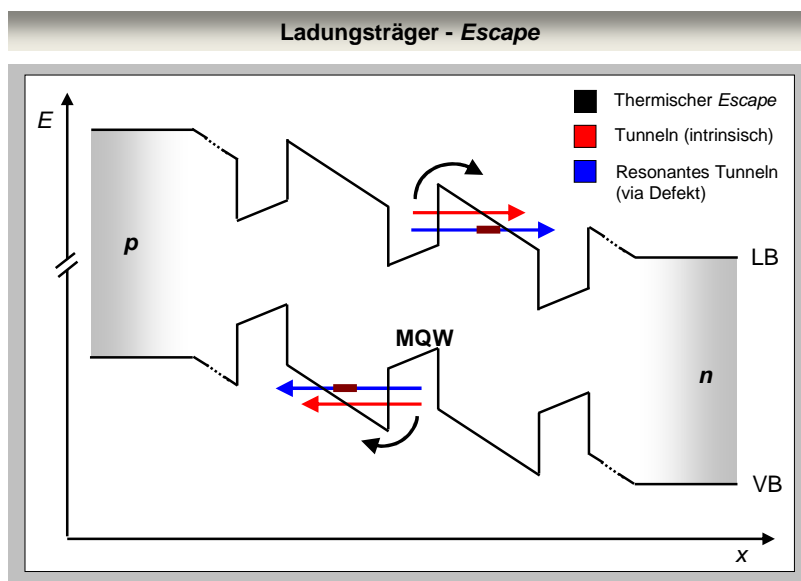 Ladungsträger - Escape
E
Thermischer Escape
Tunneln (intrinsisch)
Resonantes Tunneln
(via Defekt)
p
LB
MQW
n
VB
x